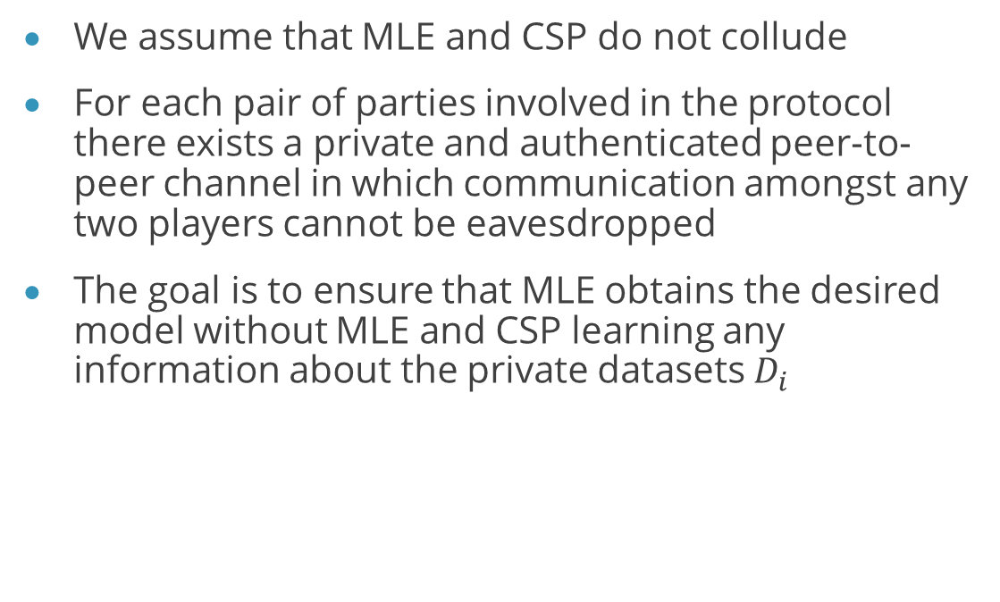 • We assume that MLE and CSP do not collude
• For each pair of parties involved in the protocol
there exists a private and authenticated peer-to-
peer channel in which communication amongst any
two players cannot be eavesdropped
• The goal is to ensure that MLE obtains the desired
model without MLE and CSP learning any
information about the private datasets Dᵢ